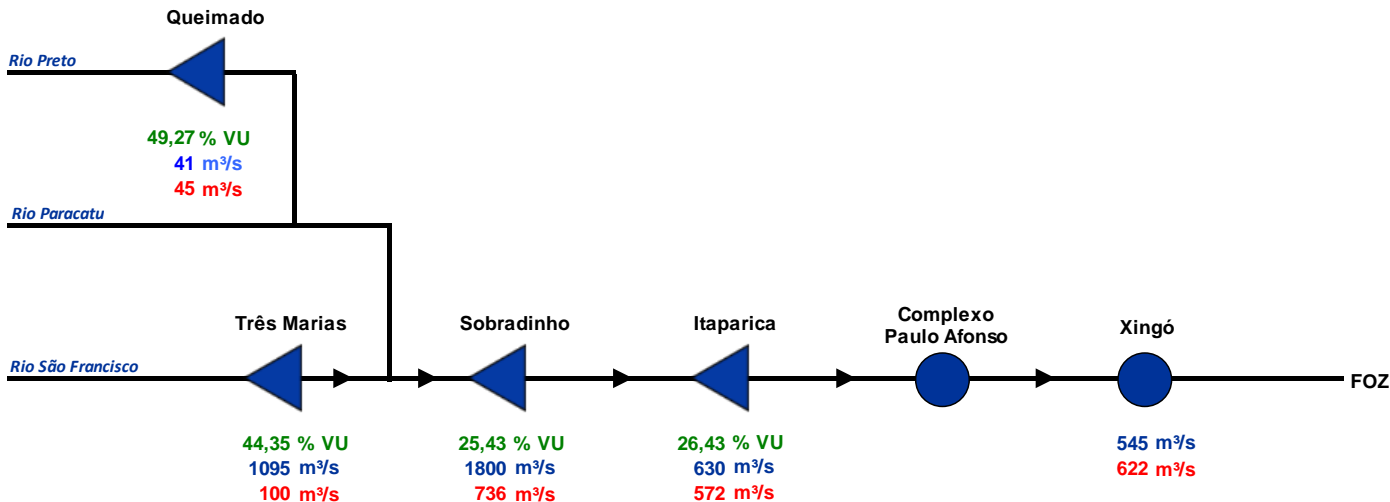 Queimado
Rio Preto
49,27 % VU
41 m³/s
45 m³/s
Rio Paracatu
Três Marias
Sobradinho
Itaparica
Complexo
Paulo Afonso
Xingó
Rio São Francisco
FOZ
44,35 % VU
1095 m³/s
100 m³/s
25,43 % VU
1800 m³/s
736 m³/s
26,43 % VU
630 m³/s
572 m³/s
545 m³/s
622 m³/s